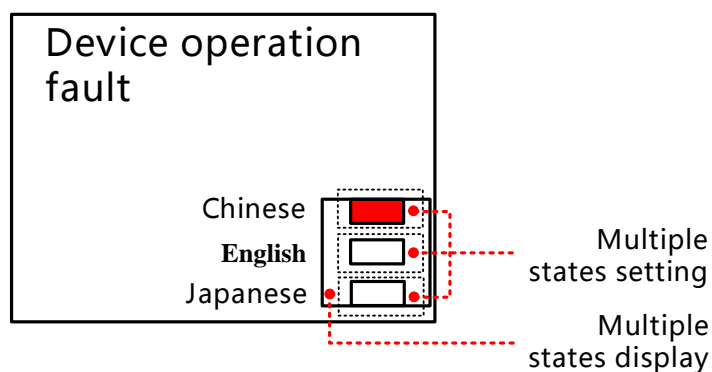 Device operation
fault
Chinese
English
Japanese
Multiple
states setting
Multiple
states display